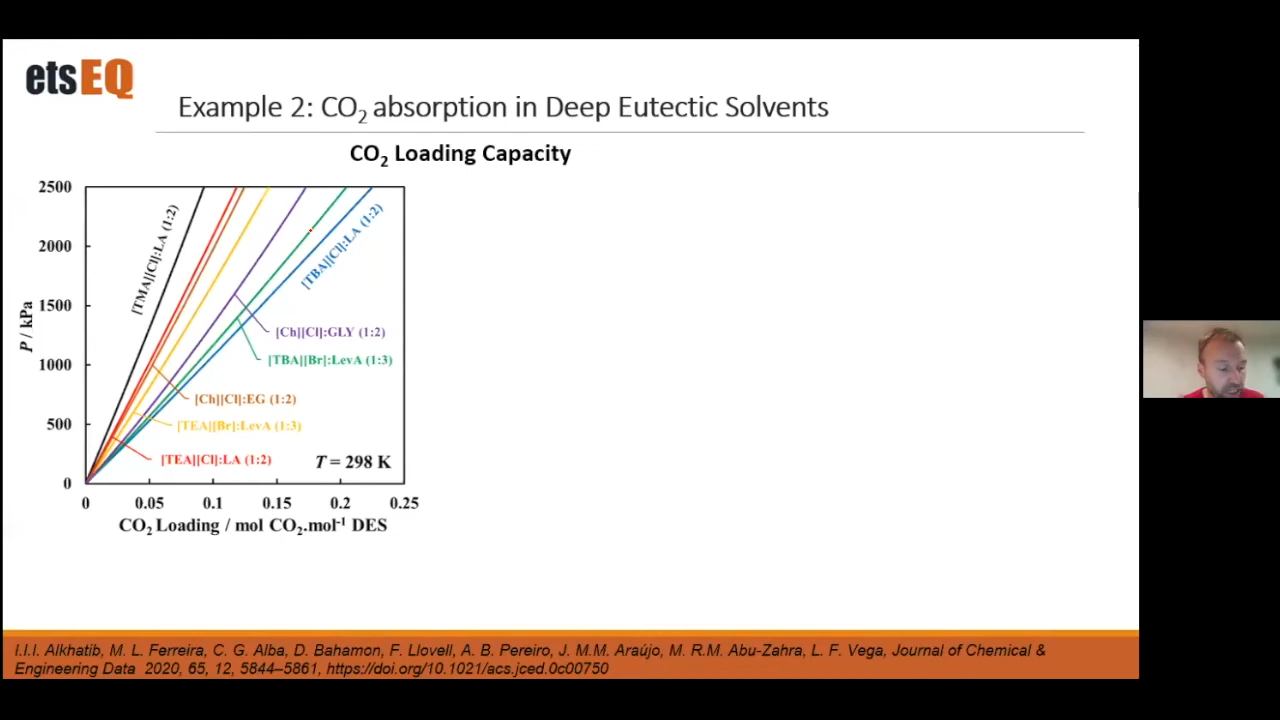 etsEQ
Example 2: CO2 absorption in Deep Eutectic Solvents
CO2 Loading Capacity
2500
2000
1500
1000
500
0
P / kPa
[TMA][Cl]:LA (1:2)
[TBA][Cl]:LA (1:2)
[Ch][Cl]:GLY (1:2)
[TBA][Br]:LevA (1:3)
[Ch][Cl]:EG (1:2)
[TEA][Br]:LevA (1:3)
[TEA][Cl]:LA (1:2)
T = 298 K
0 0.05 0.1 0.15 0.2 0.25
CO2 Loading / mol CO2.mol-1 DES
I.I.I. Alkhatib, M. L. Ferreira, C. G. Alba, D. Bahamon, F. Llovell, A. B. Pereiro, J. M.M. Araújo, M. R.M. Abu-Zahra, L. F. Vega, Journal of Chemical &
Engineering Data 2020, 65, 12, 5844–5861, https://doi.org/10.1021/acs.jced.0c00750